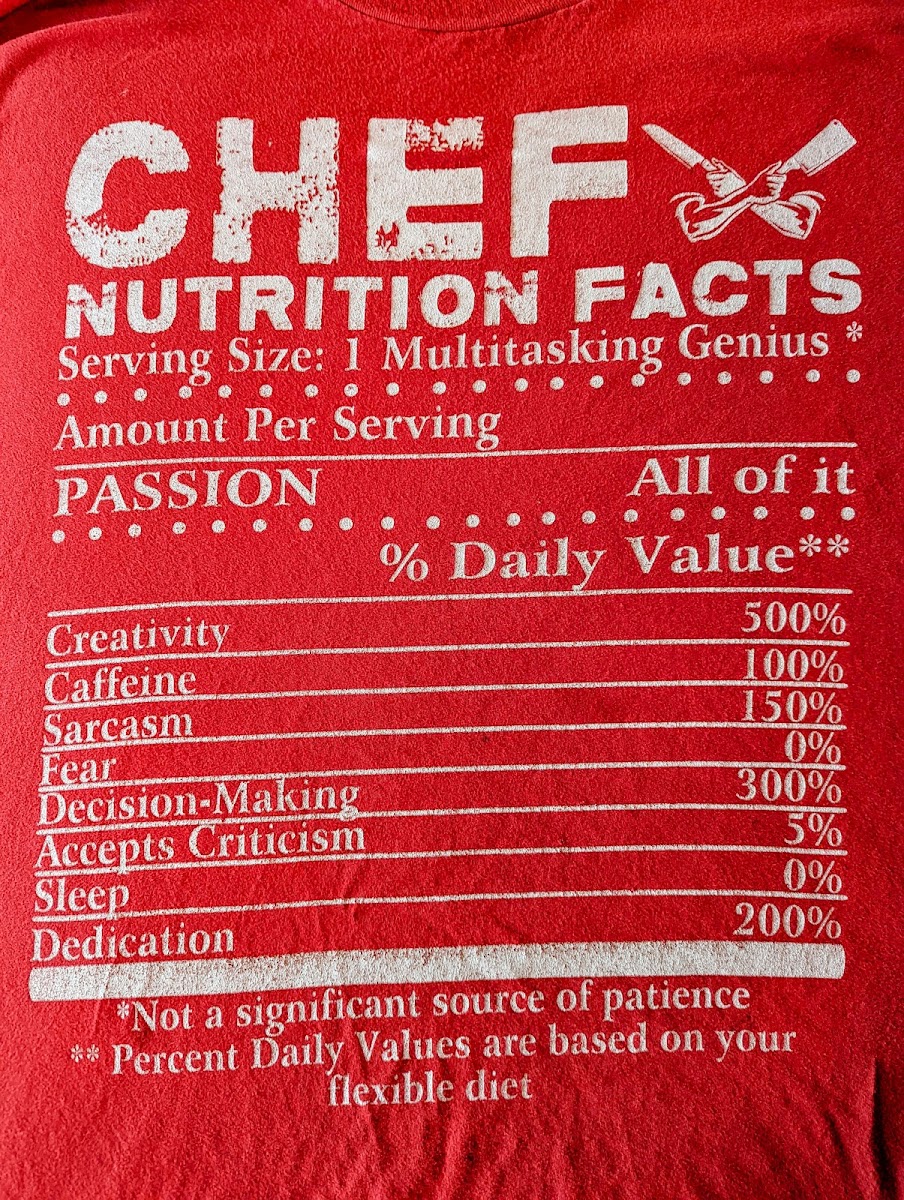 CHEF
NUTRITION FACTS
Serving Size: 1 Multitasking Genius *
Amount Per Serving
PASSION All of it
% Daily Value**
Creativity 500%
Caffeine 100%
Sarcasm 150%
Fear 0%
Decision-Making 300%
Accepts Criticism 5%
Sleep 0%
Dedication 200%
*Not a significant source of patience
** Percent Daily Values are based on your
flexible diet